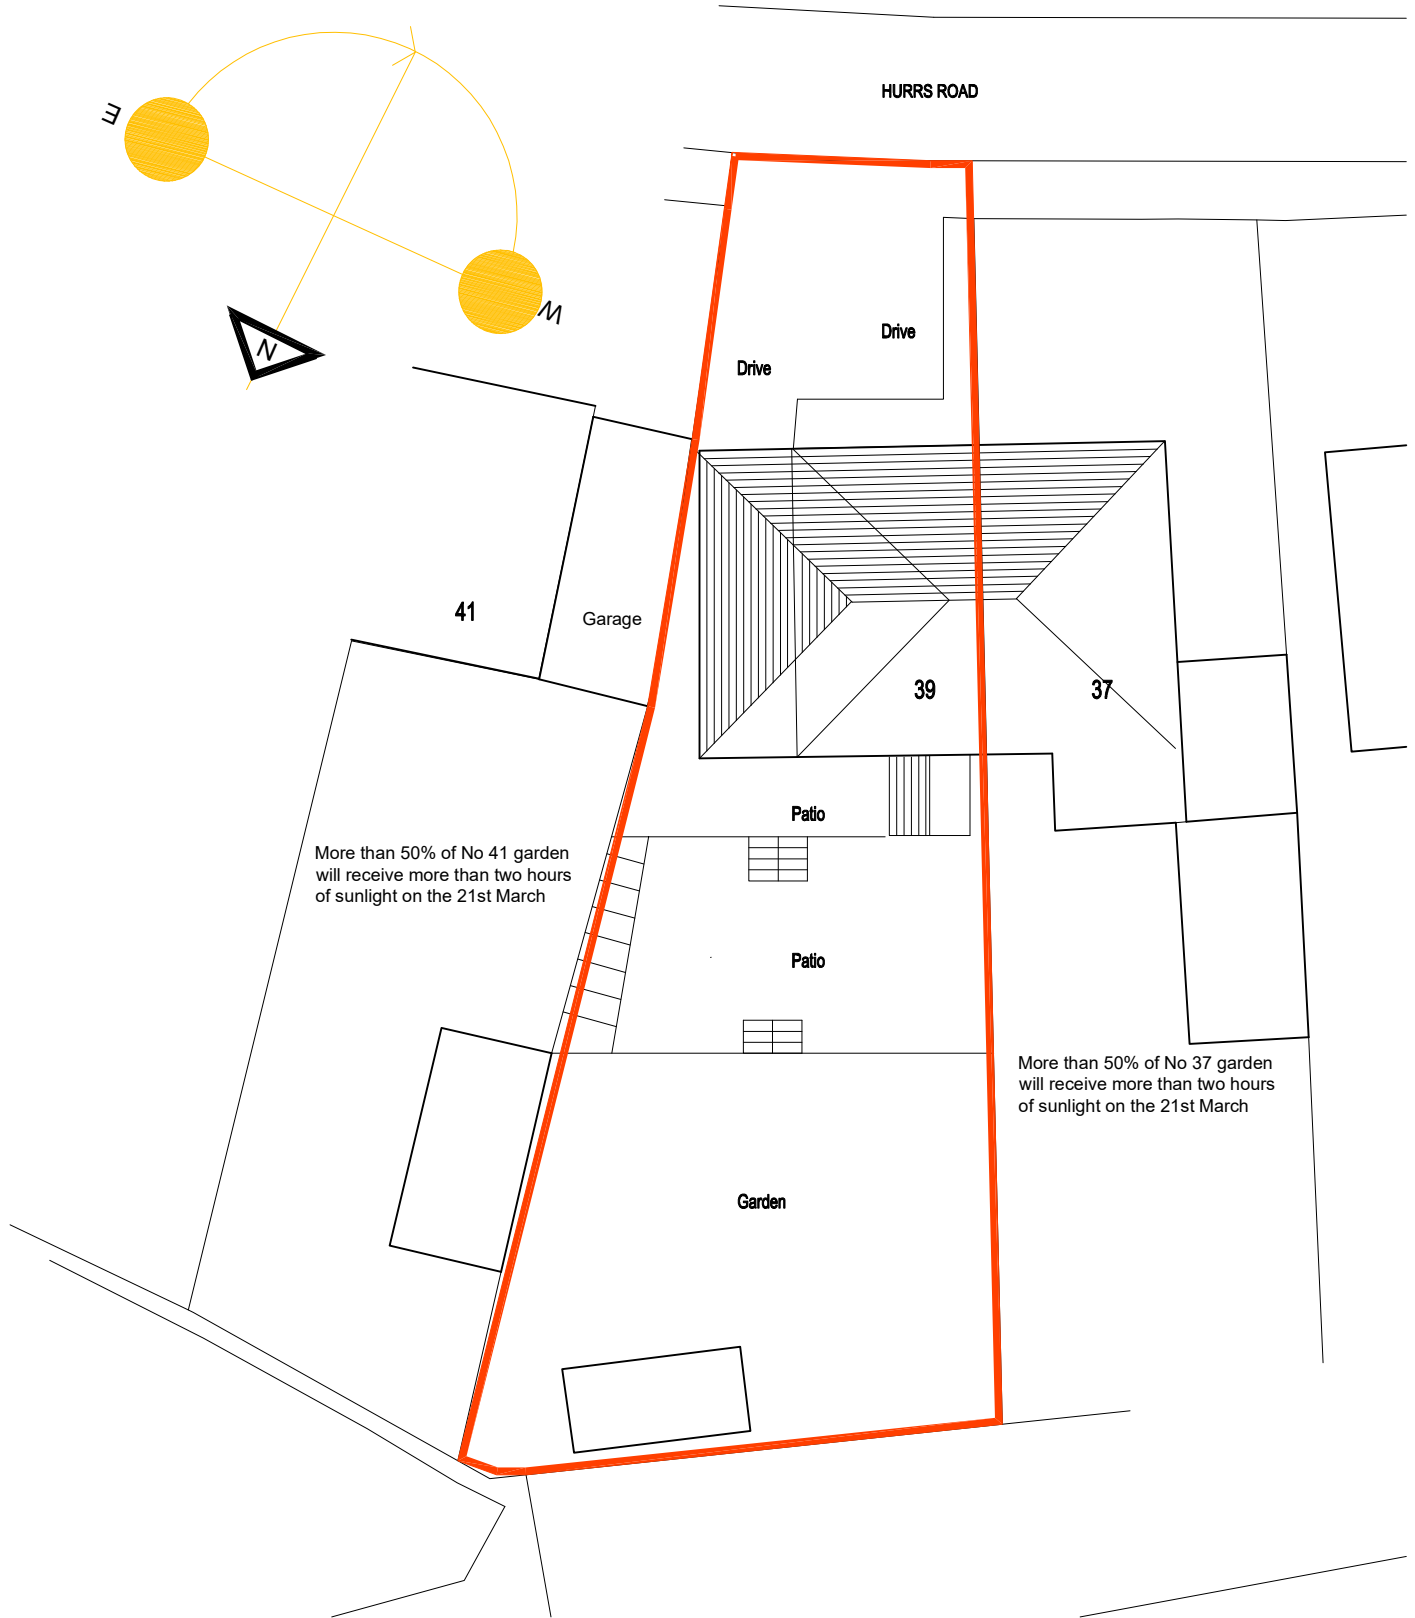 HURRS ROAD
E
W
N
Drive
Drive
41
Garage
39
37
Patio
More than 50% of No 41 garden
will receive more than two hours
of sunlight on the 21st March
Patio
More than 50% of No 37 garden
will receive more than two hours
of sunlight on the 21st March
Garden